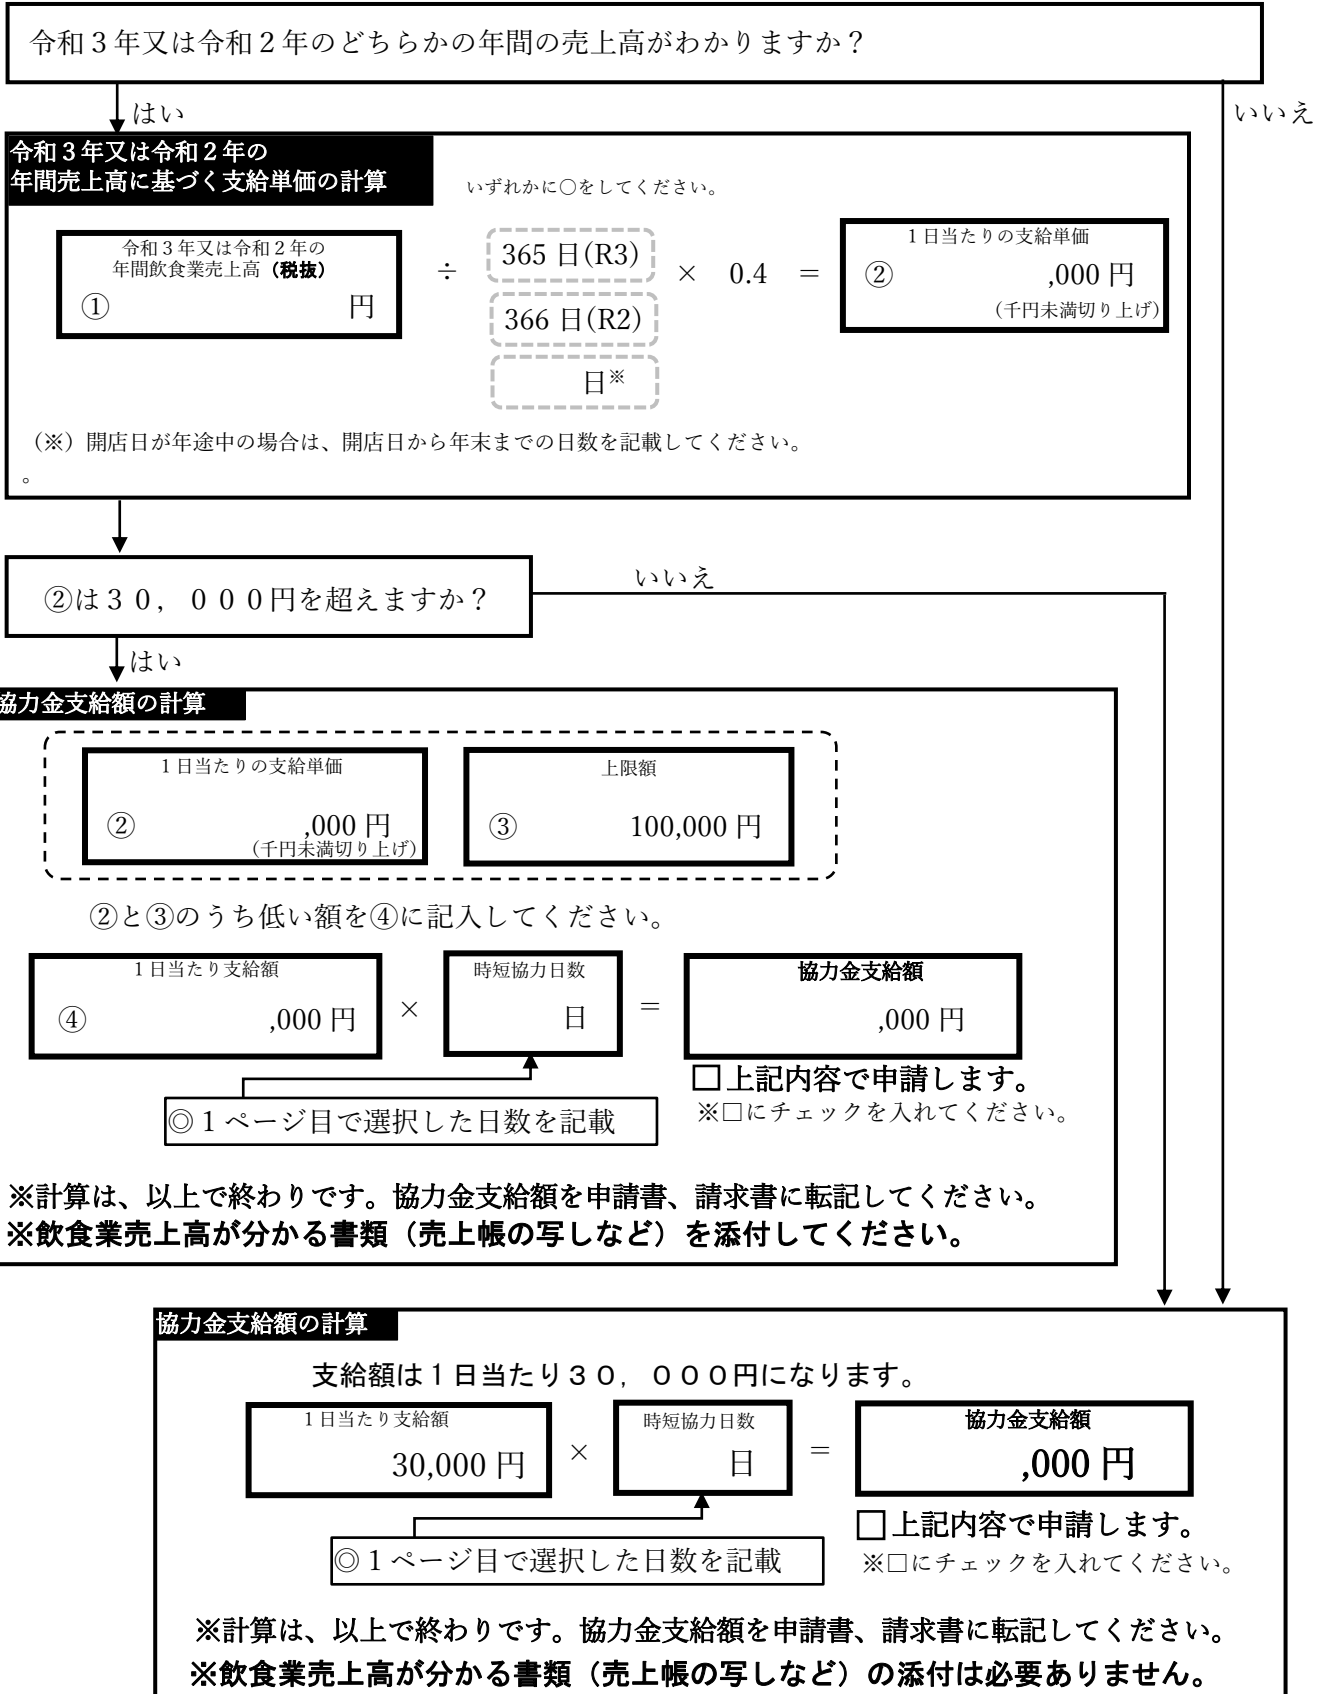 令和３年又は令和２年のどちらかの年間の売上高がわかりますか？
はい
いいえ
令和３年又は令和２年の
年間売上高に基づく支給単価の計算
いずれかに○をしてください。
令和３年又は令和２年の
年間飲食業売上高（税抜）
① 円
÷
365 日(R3)
366 日(R2)
日※
× 0.4 ＝
１日当たりの支給単価
② ,000 円
（千円未満切り上げ）
（※）開店日が年途中の場合は、開店日から年末までの日数を記載してください。
。
②は３０，０００円を超えますか？
いいえ
はい
協力金支給額の計算
１日当たりの支給単価
② ,000 円
（千円未満切り上げ）
上限額
③ 100,000 円
②と③のうち低い額を④に記入してください。
１日当たり支給額
④ ,000 円
×
時短協力日数
日
＝
協力金支給額
,000 円
□上記内容で申請します。
※□にチェックを入れてください。
◎１ページ目で選択した日数を記載
※計算は、以上で終わりです。協力金支給額を申請書、請求書に転記してください。
※飲食業売上高が分かる書類（売上帳の写しなど）を添付してください。
協力金支給額の計算
支給額は１日当たり３０，０００円になります。
１日当たり支給額
30,000 円
×
時短協力日数
日
＝
協力金支給額
,000 円
□上記内容で申請します。
※□にチェックを入れてください。
◎１ページ目で選択した日数を記載
※計算は、以上で終わりです。協力金支給額を申請書、請求書に転記してください。
※飲食業売上高が分かる書類（売上帳の写しなど）の添付は必要ありません。